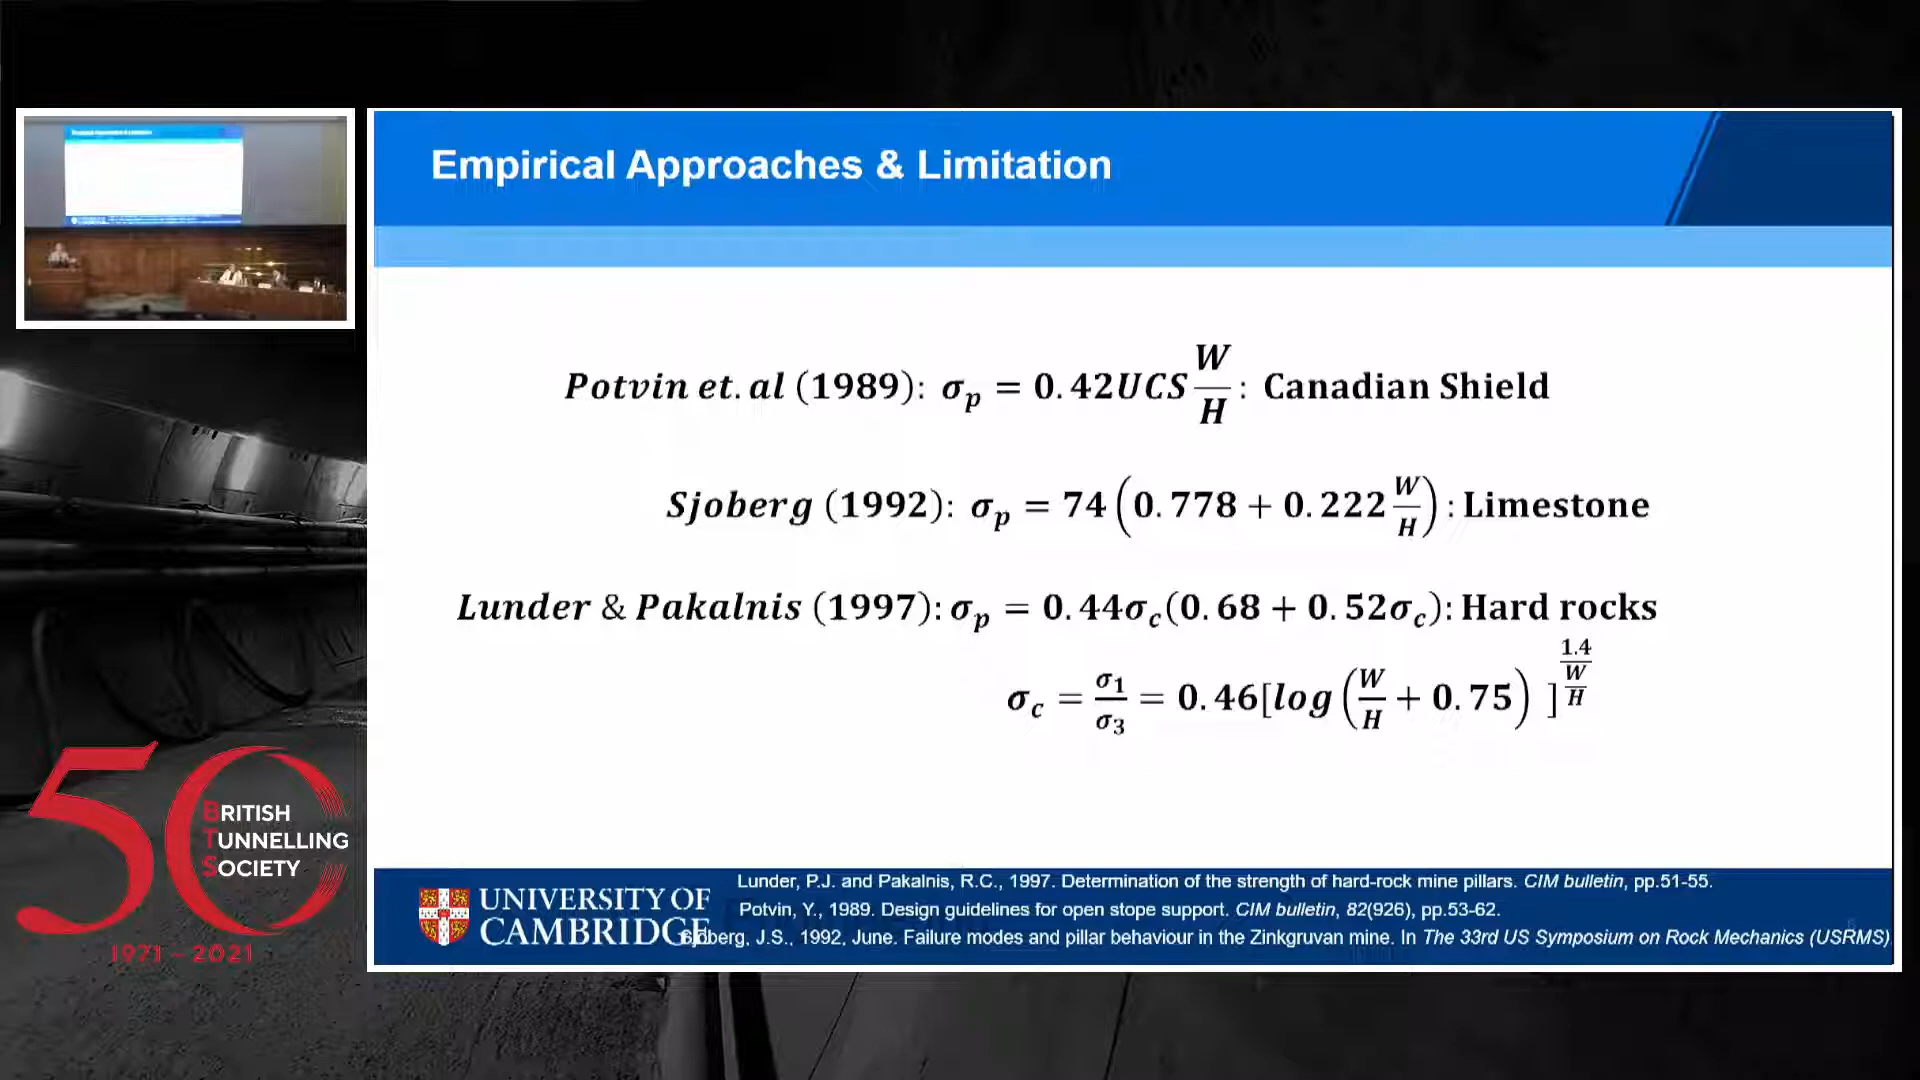 Empirical Approaches & Limitation
Potvin et. al (1989): σp = 0.42UCS W/H : Canadian Shield
Sjoberg (1992): σp = 74(0.778 + 0.222 W/H) : Limestone
Lunder & Pakalnis (1997): σp = 0.44σc(0.68 + 0.52σc): Hard rocks
σc = σ1/σ3 = 0.46[log(W/H + 0.75) ]^(1.4/(W/H))
50
BRITISH
TUNNELLING
SOCIETY
1971 – 2021
UNIVERSITY OF
CAMBRIDGE
Lunder, P.J. and Pakalnis, R.C., 1997. Determination of the strength of hard-rock mine pillars. CIM bulletin, pp.51-55.
Potvin, Y., 1989. Design guidelines for open stope support. CIM bulletin, 82(926), pp.53-62.
Sjoberg, J.S., 1992, June. Failure modes and pillar behaviour in the Zinkgruvan mine. In The 33rd US Symposium on Rock Mechanics (USRMS).